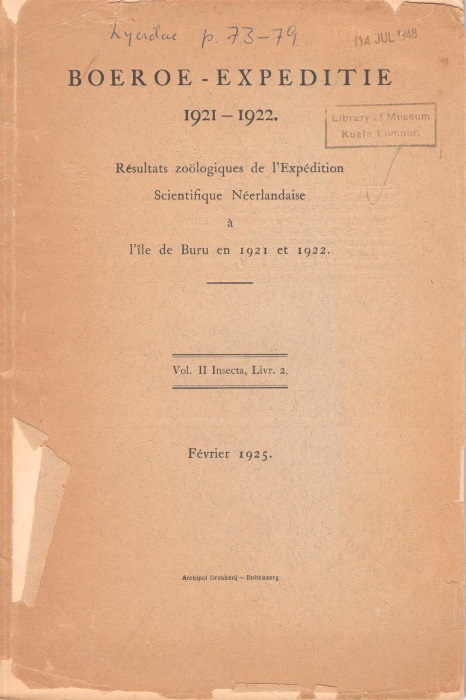 Lycidae p. 73–79
JUL 1948
BOEROE - EXPEDITIE
1921 – 1922.
Library of Museum
Kuala Lumpur.
Résultats zoölogiques de l'Expédition
Scientifique Néerlandaise
à
l'île de Buru en 1921 et 1922.
Vol. II Insecta, Livr. 2.
Février 1925.
Archipel Drukkerij – Buitenzorg